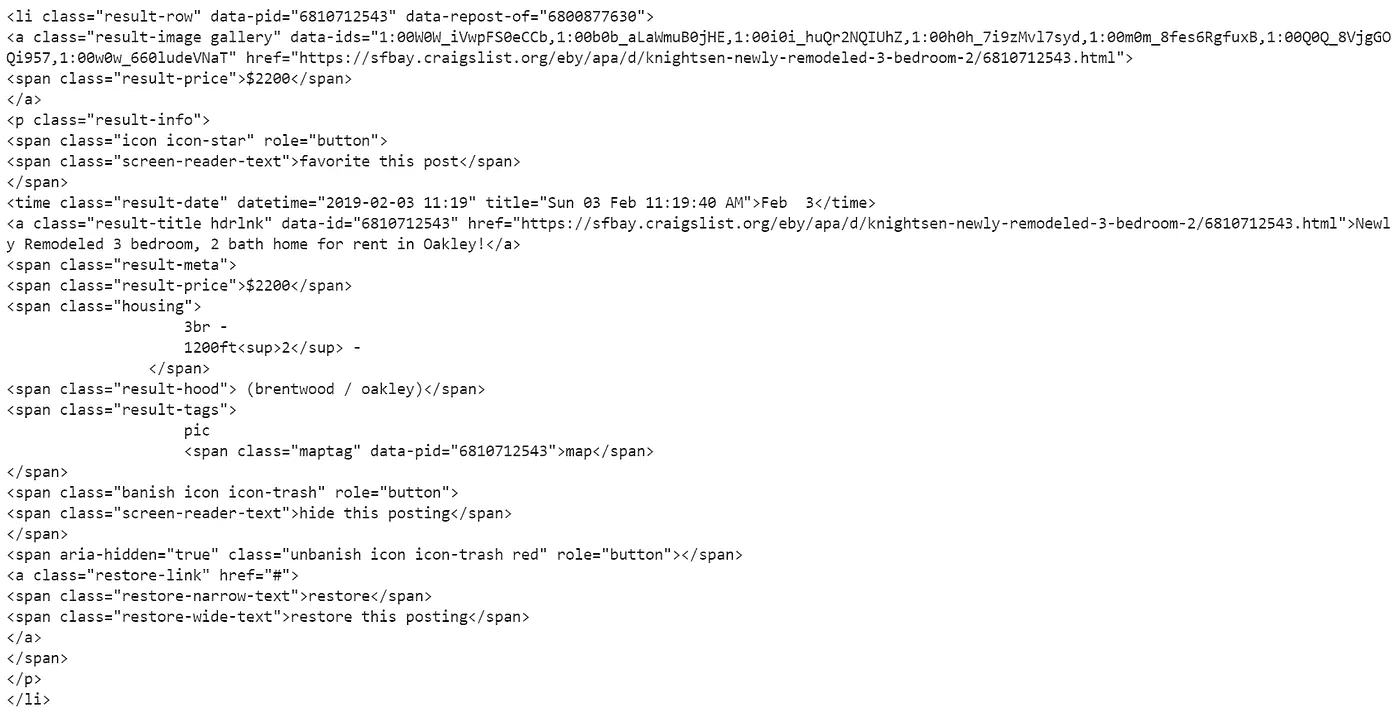 <li class="result-row" data-pid="6810712543" data-repost-of="6800877630">
<a class="result-image gallery" data-ids="1:00W0W_iVwpFS0eCCb,1:00b0b_aLaWmuB0jHE,1:00i0i_huQr2NQIUhZ,1:00h0h_7i9zMvl7syd,1:00m0m_8fes6RgfuxB,1:00Q0Q_8VjgGO
Qi957,1:00w0w_660ludeVNaT" href="https://sfbay.craigslist.org/eby/apa/d/knightsen-newly-remodeled-3-bedroom-2/6810712543.html">
<span class="result-price">$2200</span>
</a>
<p class="result-info">
<span class="icon icon-star" role="button">
<span class="screen-reader-text">favorite this post</span>
</span>
<time class="result-date" datetime="2019-02-03 11:19" title="Sun 03 Feb 11:19:40 AM">Feb  3</time>
<a class="result-title hdrlnk" data-id="6810712543" href="https://sfbay.craigslist.org/eby/apa/d/knightsen-newly-remodeled-3-bedroom-2/6810712543.html">Newl
y Remodeled 3 bedroom, 2 bath home for rent in Oakley!</a>
<span class="result-meta">
<span class="result-price">$2200</span>
<span class="housing">
                    3br -
                    1200ft<sup>2</sup> -
                </span>
<span class="result-hood"> (brentwood / oakley)</span>
<span class="result-tags">
                    pic
                    <span class="maptag" data-pid="6810712543">map</span>
</span>
<span class="banish icon icon-trash" role="button">
<span class="screen-reader-text">hide this posting</span>
</span>
<span aria-hidden="true" class="unbanish icon icon-trash red" role="button"></span>
<a class="restore-link" href="#">
<span class="restore-narrow-text">restore</span>
<span class="restore-wide-text">restore this posting</span>
</a>
</span>
</p>
</li>